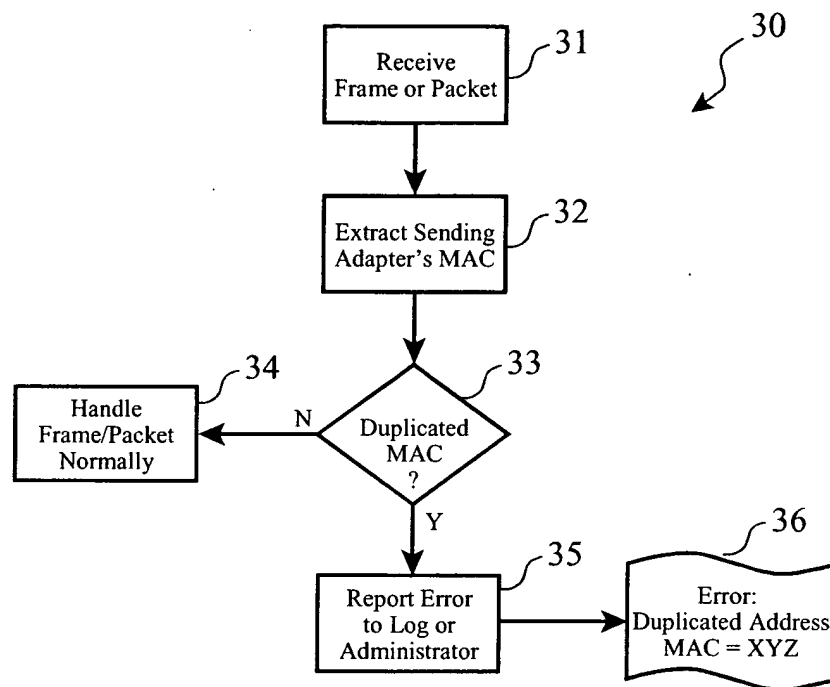 30
31
Receive
Frame or Packet
32
Extract Sending
Adapter's MAC
33
Duplicated
MAC
?
N
34
Handle
Frame/Packet
Normally
Y
35
Report Error
to Log or
Administrator
36
Error:
Duplicated Address
MAC = XYZ